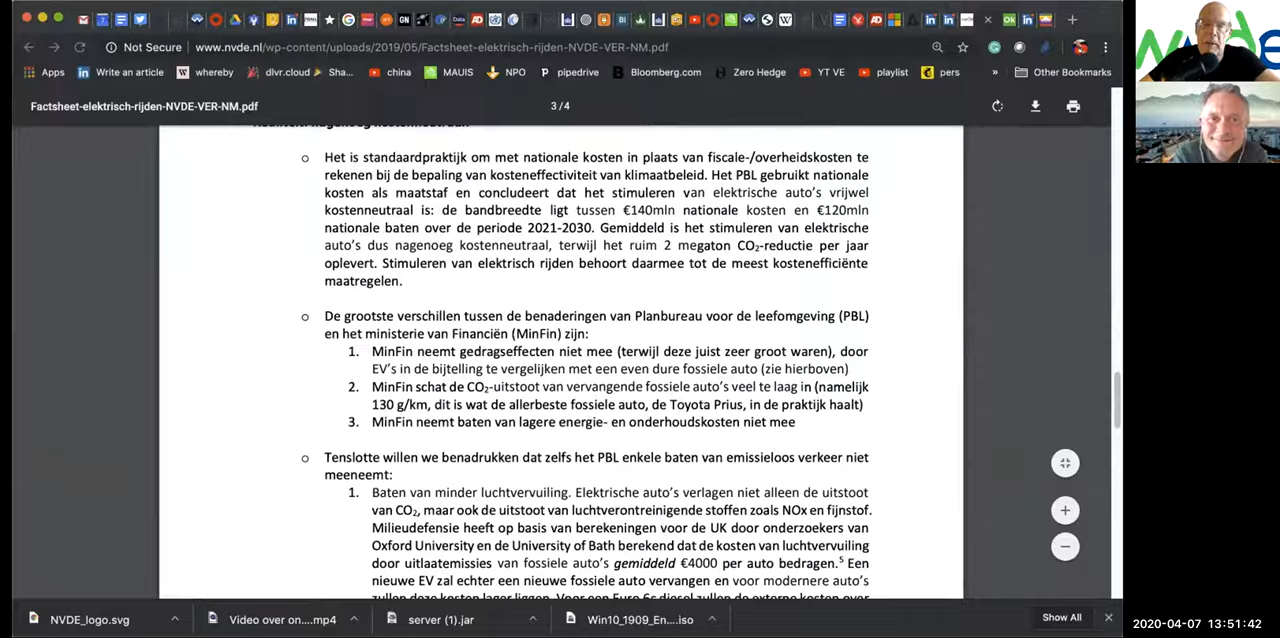 Not Secure | www.nvde.nl/wp-content/uploads/2019/05/Factsheet-elektrisch-rijden-NVDE-VER-NM.pdf
Apps Write an article whereby dlvr.cloud Sha... china MAUIS NPO pipedrive Bloomberg.com Zero Hedge YT VE playlist pers » Other Bookmarks
Factsheet-elektrisch-rijden-NVDE-VER-NM.pdf 3 / 4
o Het is standaardpraktijk om met nationale kosten in plaats van fiscale-/overheidskosten te
rekenen bij de bepaling van kosteneffectiviteit van klimaatbeleid. Het PBL gebruikt nationale
kosten als maatstaf en concludeert dat het stimuleren van elektrische auto's vrijwel
kostenneutraal is: de bandbreedte ligt tussen €140mln nationale kosten en €120mln
nationale baten over de periode 2021-2030. Gemiddeld is het stimuleren van elektrische
auto's dus nagenoeg kostenneutraal, terwijl het ruim 2 megaton CO₂-reductie per jaar
oplevert. Stimuleren van elektrisch rijden behoort daarmee tot de meest kostenefficiënte
maatregelen.
o De grootste verschillen tussen de benaderingen van Planbureau voor de leefomgeving (PBL)
en het ministerie van Financiën (MinFin) zijn:
1. MinFin neemt gedragseffecten niet mee (terwijl deze juist zeer groot waren), door
EV's in de bijtelling te vergelijken met een even dure fossiele auto (zie hierboven)
2. MinFin schat de CO₂-uitstoot van vervangende fossiele auto's veel te laag in (namelijk
130 g/km, dit is wat de allerbeste fossiele auto, de Toyota Prius, in de praktijk haalt)
3. MinFin neemt baten van lagere energie- en onderhoudskosten niet mee
o Tenslotte willen we benadrukken dat zelfs het PBL enkele baten van emissieloos verkeer niet
meeneemt:
1. Baten van minder luchtvervuiling. Elektrische auto's verlagen niet alleen de uitstoot
van CO₂, maar ook de uitstoot van luchtverontreinigende stoffen zoals NOx en fijnstof.
Milieudefensie heeft op basis van berekeningen voor de UK door onderzoekers van
Oxford University en de University of Bath berekend dat de kosten van luchtvervuiling
door uitlaatemissies van fossiele auto's gemiddeld €4000 per auto bedragen.⁵ Een
nieuwe EV zal echter een nieuwe fossiele auto vervangen en voor modernere auto's
NVDE_logo.svg Video over on....mp4 server (1).jar Win10_1909_En....iso Show All
2020-04-07 13:51:42